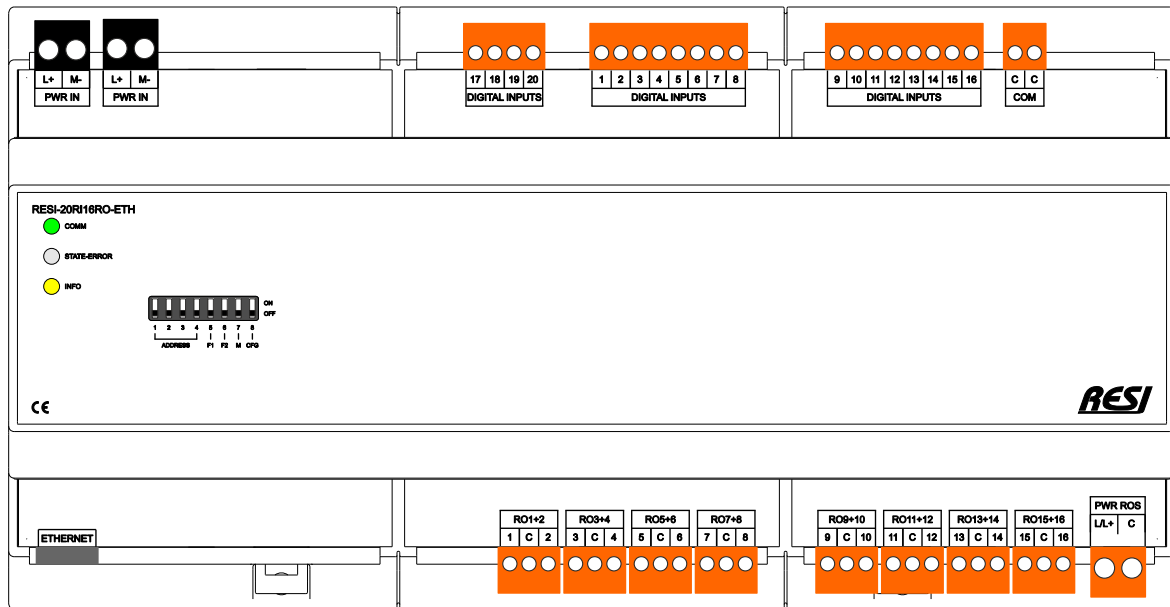 L+ M- L+ M- 17 18 19 20 1 2 3 4 5 6 7 8 9 10 11 12 13 14 15 16 C C
PWR IN PWR IN DIGITAL INPUTS DIGITAL INPUTS DIGITAL INPUTS COM
RESI-20RI16RO-ETH
COMM
STATE-ERROR
INFO
ON
OFF
1 2 3 4 5 6 7 8
ADDRESS F1 F2 M CFG
CE
RESI
PWR ROS
L/L+ C
RO1+2 RO3+4 RO5+6 RO7+8 RO9+10 RO11+12 RO13+14 RO15+16
1 C 2 3 C 4 5 C 6 7 C 8 9 C 10 11 C 12 13 C 14 15 C 16
ETHERNET